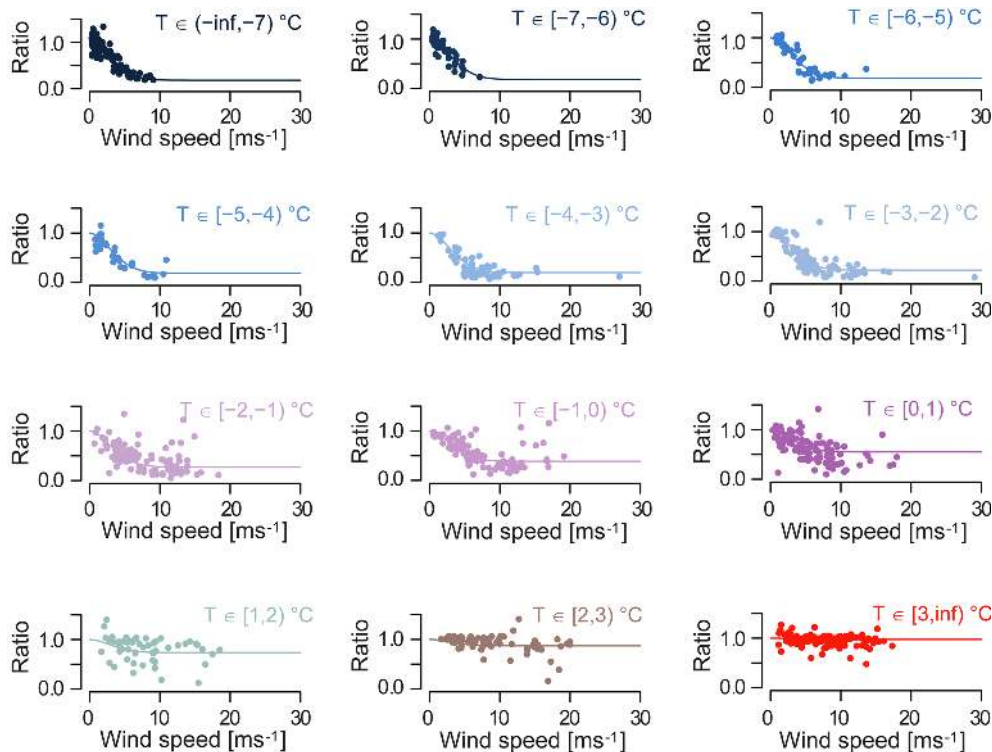 T ∈ (−inf,−7) °C
Ratio
1.0
0.0
0 10 20 30
Wind speed [ms-1]
T ∈ [−7,−6) °C
Ratio
1.0
0.0
0 10 20 30
Wind speed [ms-1]
T ∈ [−6,−5) °C
Ratio
1.0
0.0
0 10 20 30
Wind speed [ms-1]
T ∈ [−5,−4) °C
Ratio
1.0
0.0
0 10 20 30
Wind speed [ms-1]
T ∈ [−4,−3) °C
Ratio
1.0
0.0
0 10 20 30
Wind speed [ms-1]
T ∈ [−3,−2) °C
Ratio
1.0
0.0
0 10 20 30
Wind speed [ms-1]
T ∈ [−2,−1) °C
Ratio
1.0
0.0
0 10 20 30
Wind speed [ms-1]
T ∈ [−1,0) °C
Ratio
1.0
0.0
0 10 20 30
Wind speed [ms-1]
T ∈ [0,1) °C
Ratio
1.0
0.0
0 10 20 30
Wind speed [ms-1]
T ∈ [1,2) °C
Ratio
1.0
0.0
0 10 20 30
Wind speed [ms-1]
T ∈ [2,3) °C
Ratio
1.0
0.0
0 10 20 30
Wind speed [ms-1]
T ∈ [3,inf) °C
Ratio
1.0
0.0
0 10 20 30
Wind speed [ms-1]